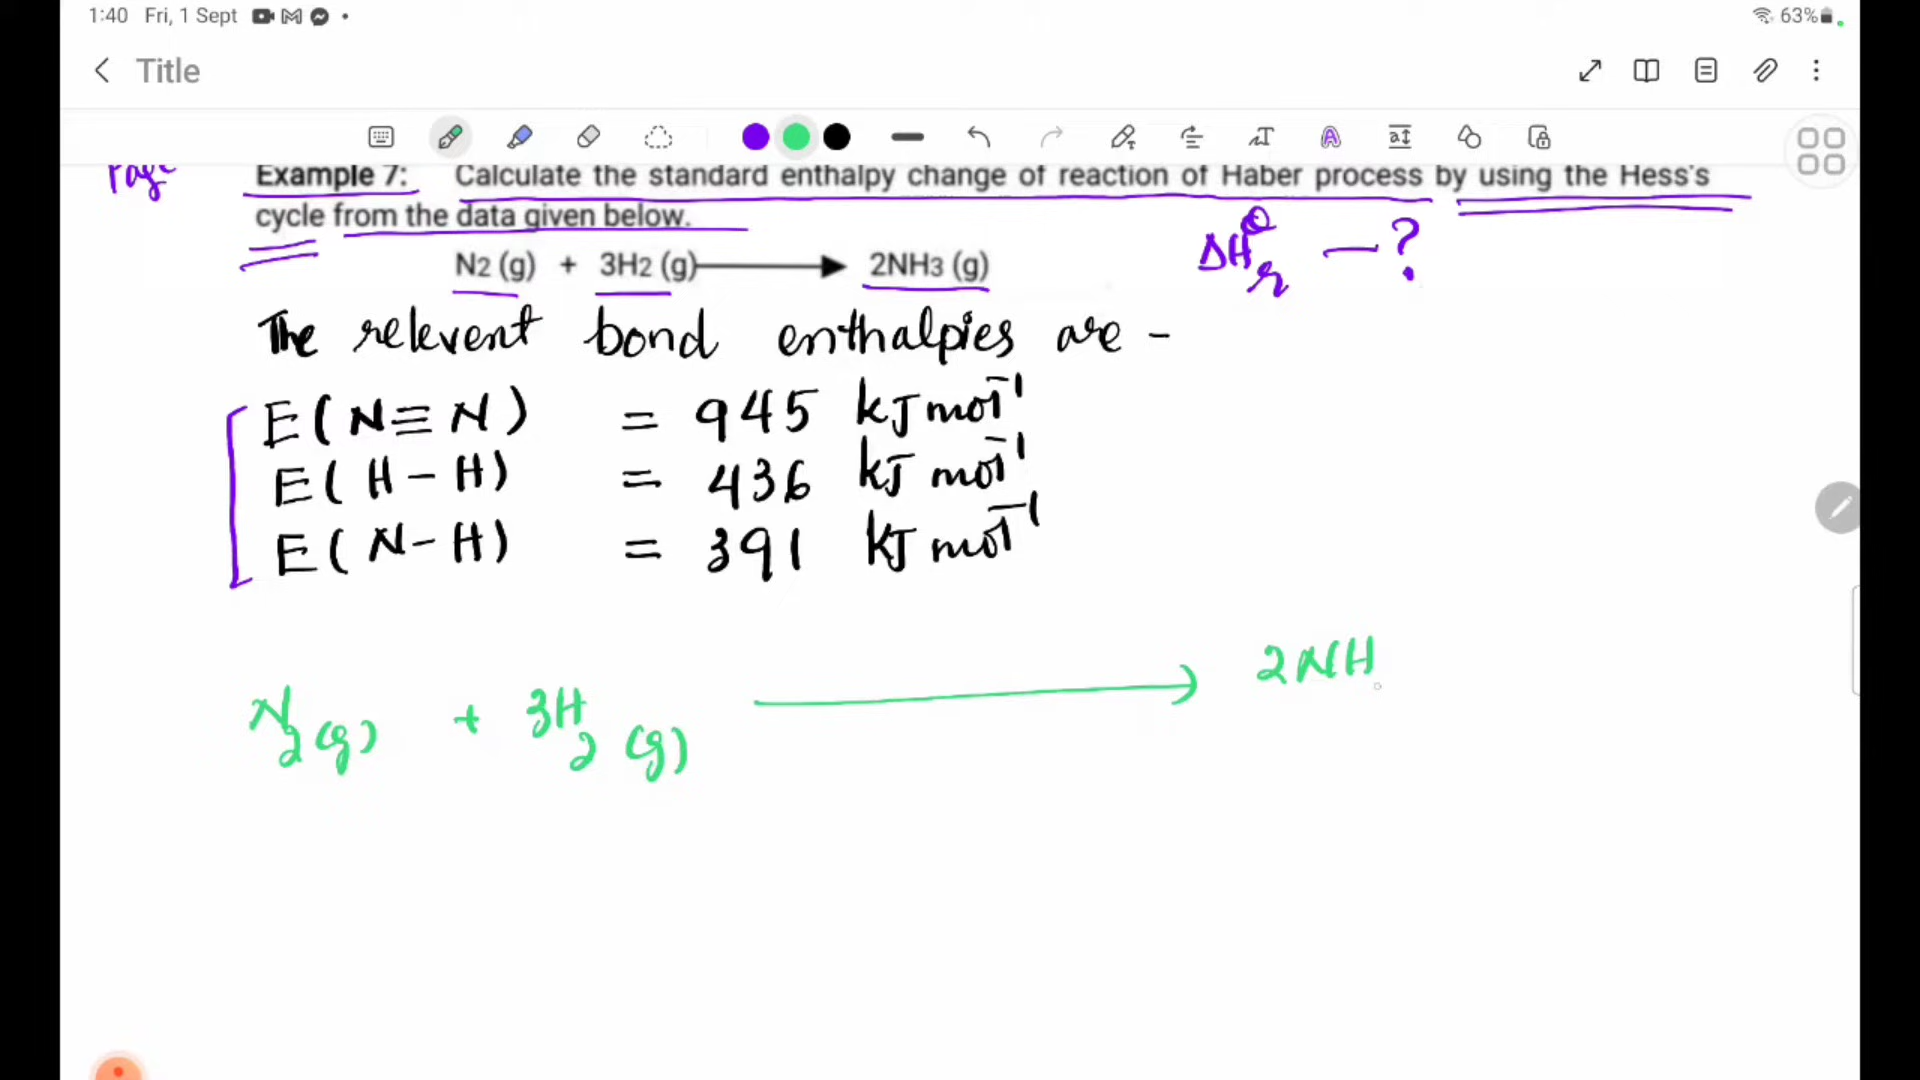 1:40 Fri, 1 Sept
63%
Title
Page
Example 7: Calculate the standard enthalpy change of reaction of Haber process by using the Hess's
cycle from the data given below.
ΔH⊖r — ?
N2 (g) + 3H2 (g) ⟶ 2NH3 (g)
The relevent bond enthalpies are -
E(N≡N) = 945 kJ mol⁻¹
E(H-H) = 436 kJ mol⁻¹
E(N-H) = 391 kJ mol⁻¹
N2(g) + 3H2(g) ⟶ 2NH